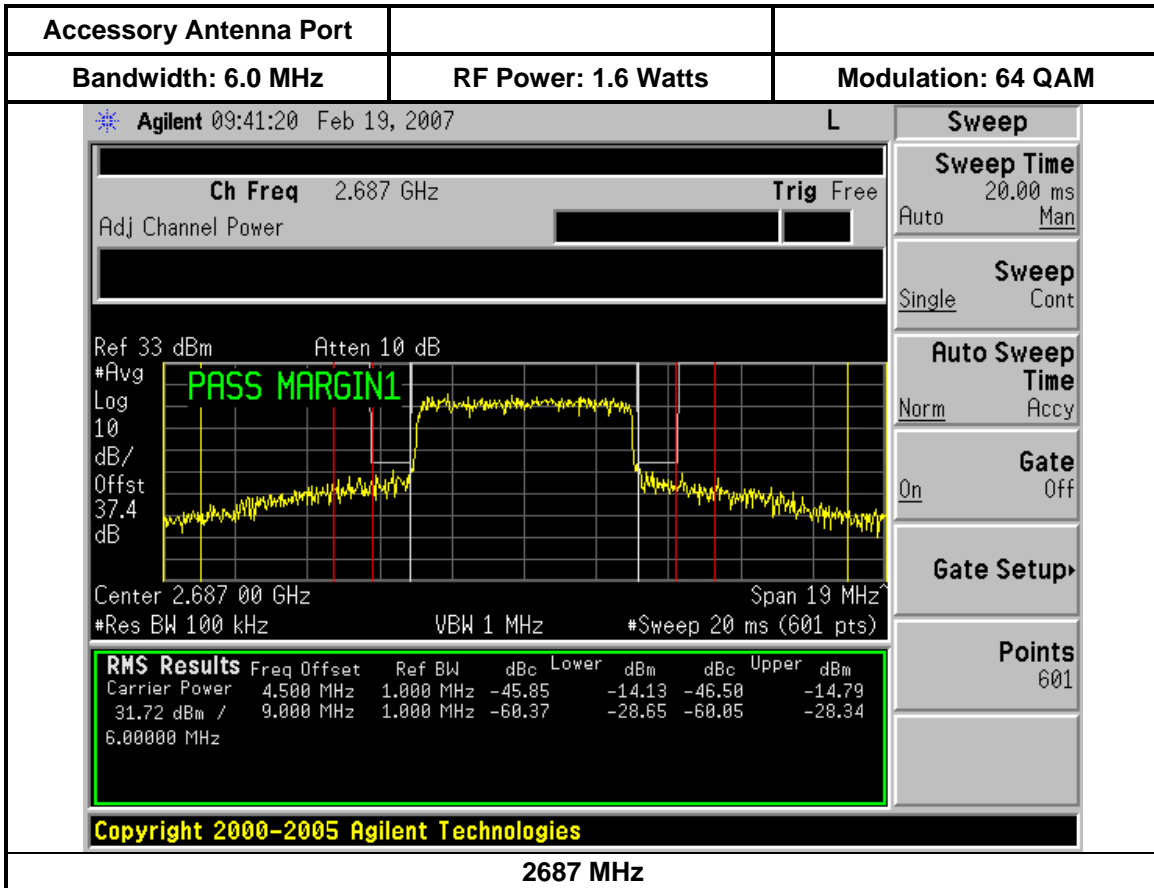 Accessory Antenna Port
Bandwidth: 6.0 MHz RF Power: 1.6 Watts Modulation: 64 QAM
Agilent 09:41:20 Feb 19, 2007 L Sweep
Ch Freq 2.687 GHz Trig Free
Adj Channel Power
Sweep Time
20.00 ms
Auto Man
Sweep
Single Cont
Ref 33 dBm Atten 10 dB
#Avg
Log
10
dB/
Offst
37.4
dB
PASS MARGIN1
Auto Sweep
Time
Norm Accy
Gate
On Off
Gate Setup
Center 2.687 00 GHz Span 19 MHz^
#Res BW 100 kHz VBW 1 MHz #Sweep 20 ms (601 pts)
RMS Results Freq Offset Ref BW dBc Lower dBm dBc Upper dBm
Carrier Power 4.500 MHz 1.000 MHz -45.85 -14.13 -46.50 -14.79
31.72 dBm / 9.000 MHz 1.000 MHz -60.37 -28.65 -60.05 -28.34
6.00000 MHz
Points
601
Copyright 2000-2005 Agilent Technologies
2687 MHz